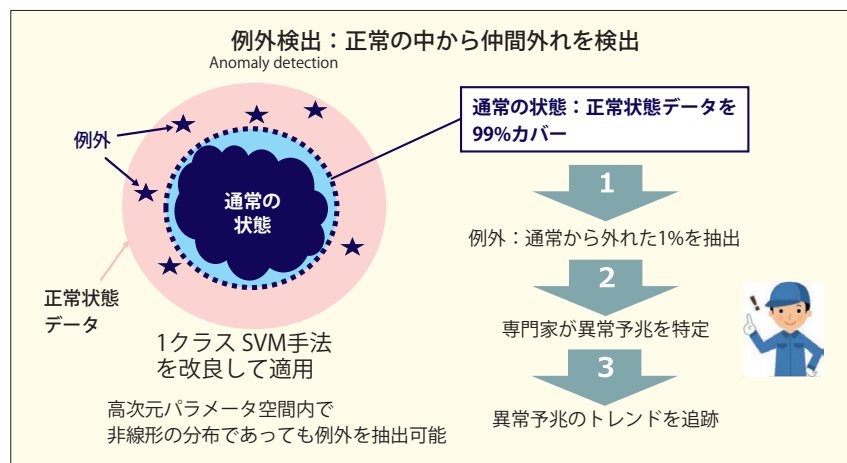 例外検出：正常の中から仲間外れを検出
Anomaly detection
例外
通常の
状態
正常状態
データ
1クラス SVM手法
を改良して適用
高次元パラメータ空間内で
非線形の分布であっても例外を抽出可能
通常の状態：正常状態データを
99%カバー
1
例外：通常から外れた1%を抽出
2
専門家が異常予兆を特定
3
異常予兆のトレンドを追跡